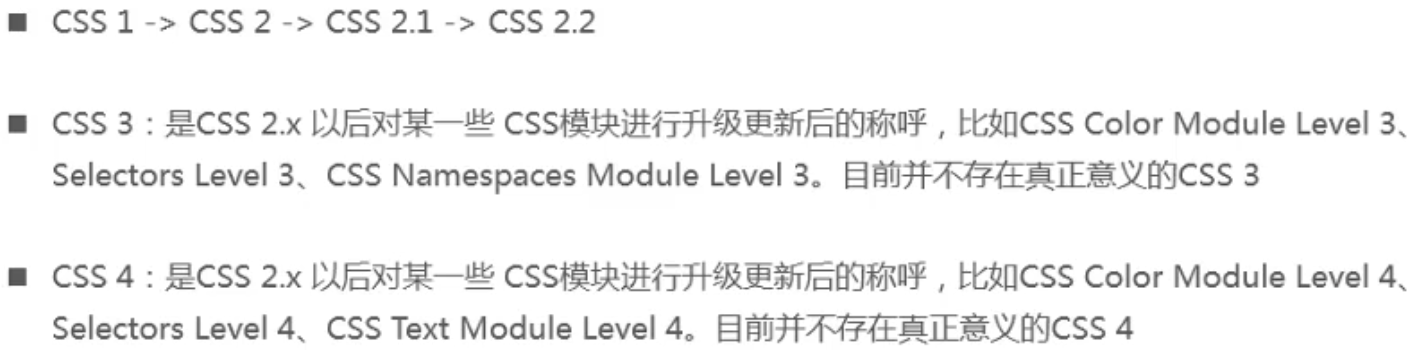 ■ CSS 1 -> CSS 2 -> CSS 2.1 -> CSS 2.2
■ CSS 3：是CSS 2.x 以后对某一些 CSS模块进行升级更新后的称呼，比如CSS Color Module Level 3、
Selectors Level 3、CSS Namespaces Module Level 3。目前并不存在真正意义的CSS 3
■ CSS 4：是CSS 2.x 以后对某一些 CSS模块进行升级更新后的称呼，比如CSS Color Module Level 4、
Selectors Level 4、CSS Text Module Level 4。目前并不存在真正意义的CSS 4